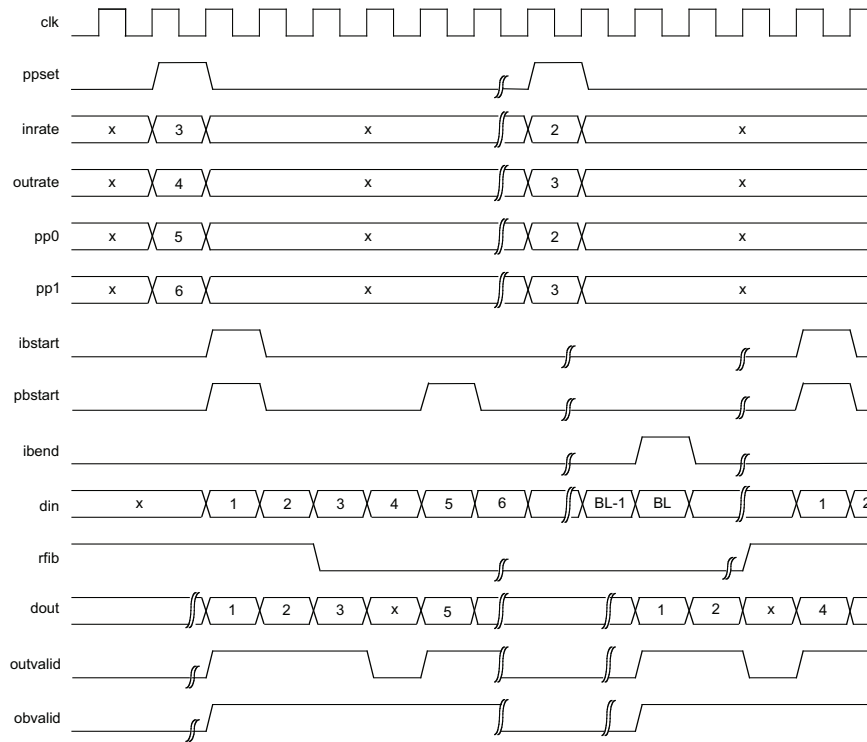 clk
ppset
inrate x 3 x 2 x
outrate x 4 x 3 x
pp0 x 5 x 2 x
pp1 x 6 x 3 x
ibstart
pbstart
ibend
din x 1 2 3 4 5 6 BL-1 BL 1 2
rfib
dout 1 2 3 x 5 1 2 x 4
outvalid
obvalid